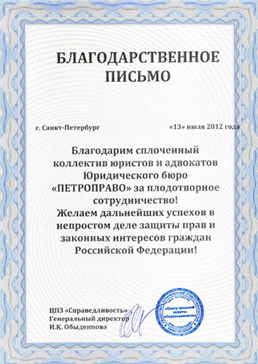 БЛАГОДАРСТВЕННОЕ
ПИСЬМО
г. Санкт-Петербург «13» июля 2012 года
Благодарим сплоченный
коллектив юристов и адвокатов
Юридического бюро
«ПЕТРОПРАВО» за плодотворное
сотрудничество!
Желаем дальнейших успехов в
непростом деле защиты прав и
законных интересов граждан
Российской Федерации!
ЦПЗ «Справедливость»
Генеральный директор
И.К. Обыденнова